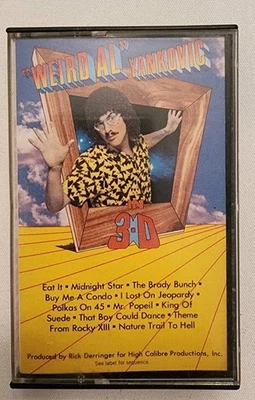 "WEIRD AL" YANKOVIC
IN
3-D
Eat It • Midnight Star • The Brady Bunch •
Buy Me A Condo • I Lost On Jeopardy •
Polkas On 45 • Mr. Popeil • King Of
Suede • That Boy Could Dance • Theme
From Rocky XIII • Nature Trail To Hell
Produced by Rick Derringer for High Calibre Productions, Inc.
See label for sequence.